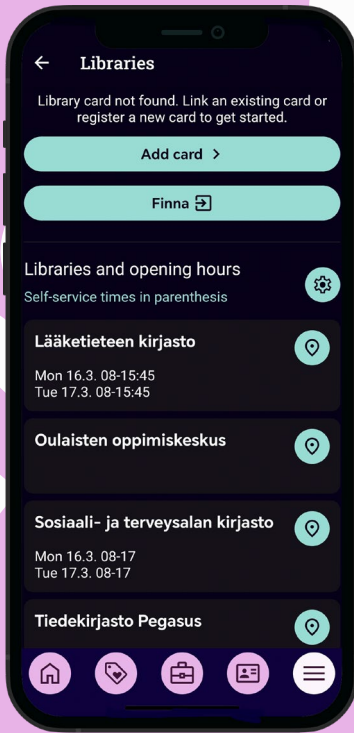 Libraries
Library card not found. Link an existing card or
register a new card to get started.
Add card
Finna
Libraries and opening hours
Self-service times in parenthesis
Lääketieteen kirjasto
Mon 16.3. 08-15:45
Tue 17.3. 08-15:45
Oulaisten oppimiskeskus
Sosiaali- ja terveysalan kirjasto
Mon 16.3. 08-17
Tue 17.3. 08-17
Tiedekirjasto Pegasus